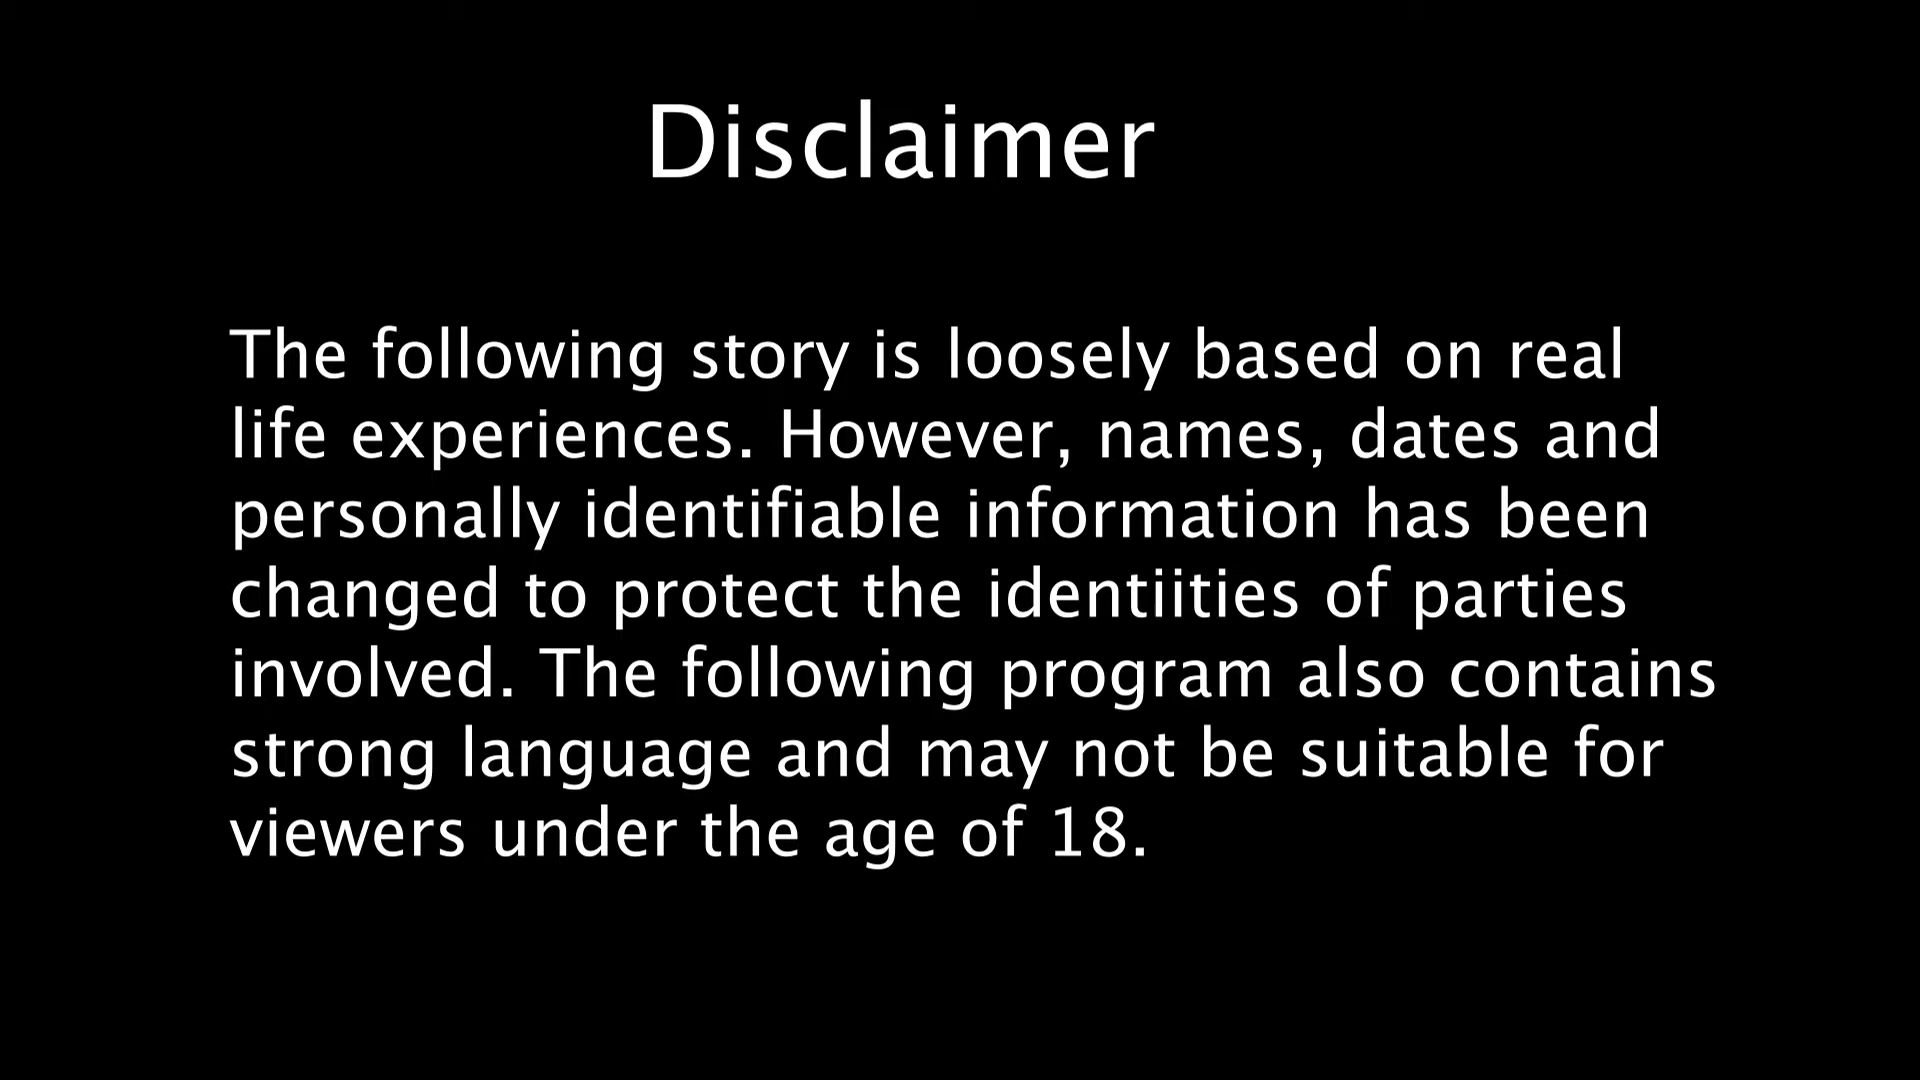 Disclaimer
The following story is loosely based on real
life experiences. However, names, dates and
personally identifiable information has been
changed to protect the identiities of parties
involved. The following program also contains
strong language and may not be suitable for
viewers under the age of 18.